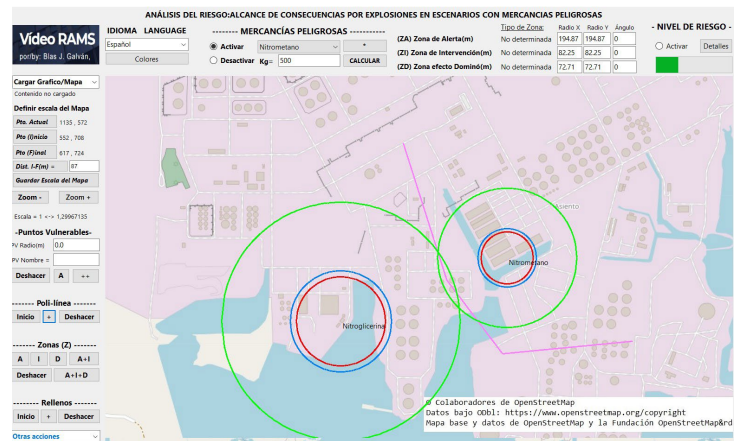 ANÁLISIS DEL RIESGO:ALCANCE DE CONSECUENCIAS POR EXPLOSIONES EN ESCENARIOS CON MERCANCIAS PELIGROSAS
Vídeo RAMS
por/by: Blas J. Galván,
IDIOMA LANGUAGE
Español
Colores
-------- MERCANCÍAS PELIGROSAS -----------
Activar
Nitrometano
*
Desactivar
Kg=
500
CALCULAR
Tipo de Zona:
Radio X
Radio Y
Ángulo
(ZA) Zona de Alerta(m)
No determinada
194.87
194.87
0
(ZI) Zona de Intervención(m)
No determinada
82.25
82.25
0
(ZD) Zona efecto Dominó(m)
No determinada
72.71
72.71
0
- NIVEL DE RIESGO -
Activar
Detalles
Cargar Grafico/Mapa
Contenido no cargado
Definir escala del Mapa
Pto. Actual
1135 , 572
Pto (I)nicio
552 , 708
Pto (F)inal
617 , 724
Dist. I-F(m) =
87
Guardar Escala del Mapa
Zoom -
Zoom +
Escala = 1 <-> 1,29967135
-Puntos Vulnerables-
PV Radio(m)
0.0
PV Nombre =
Deshacer
A
++
------ Poli-línea ------
Inicio
+
Deshacer
------- Zonas (Z) -------
A
I
D
A+I
Deshacer
A+I+D
-------- Rellenos --------
Inicio
+
Deshacer
Otras acciones
Asiento
Nitrometano
Nitroglicerina
© Colaboradores de OpenStreetMap
Datos bajo ODbl: https://www.openstreetmap.org/copyright
Mapa base y datos de OpenStreetMap y la Fundación OpenStreetMap&rd